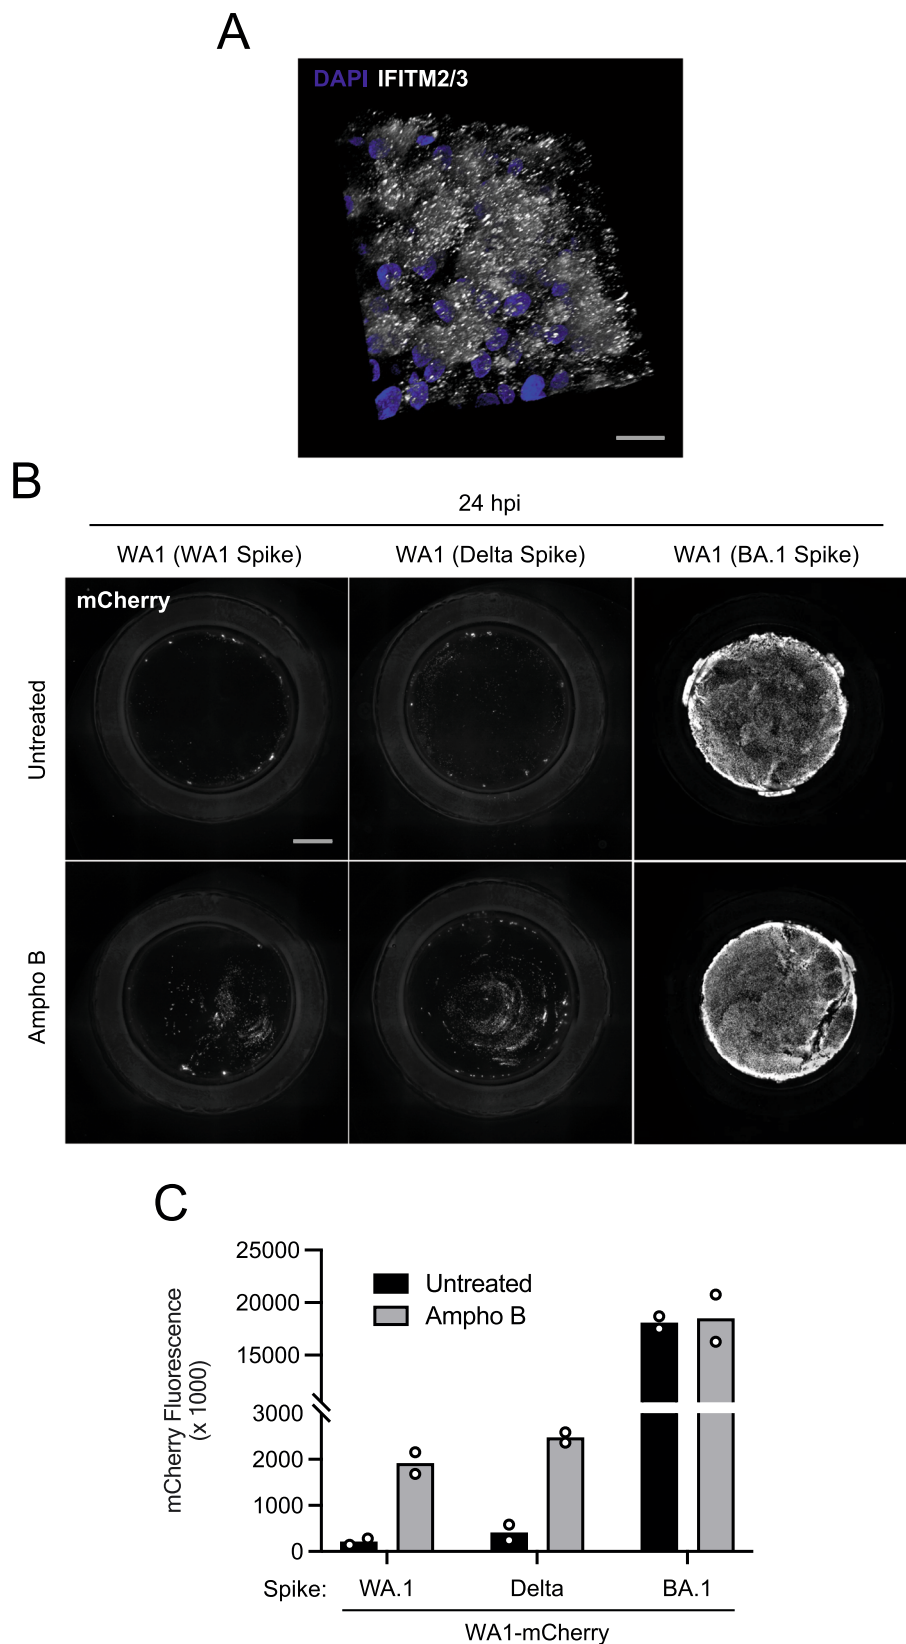 A
DAPI IFITM2/3
B
24 hpi
WA1 (WA1 Spike)
WA1 (Delta Spike)
WA1 (BA.1 Spike)
mCherry
Untreated
Ampho B
C
mCherry Fluorescence
(x 1000)
25000
20000
15000
3000
2000
1000
0
Untreated
Ampho B
Spike:
WA.1
Delta
BA.1
WA1-mCherry